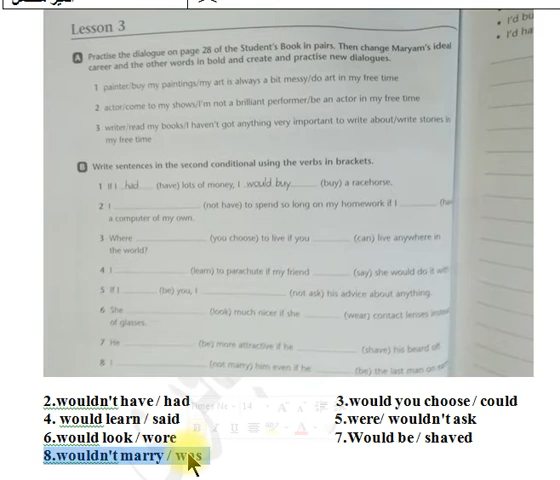 I'd bu
I'd ha
Lesson 3
A Practise the dialogue on page 28 of the Student's Book in pairs. Then change Maryam's ideal
career and the other words in bold and create and practise new dialogues.
1 painter/buy my paintings/my art is always a bit messy/do art in my free time
2 actor/come to my shows/I'm not a brilliant performer/be an actor in my free time
3 writer/read my books/I haven't got anything very important to write about/write stories in
my free time
B Write sentences in the second conditional using the verbs in brackets.
1 If I had (have) lots of money, I would buy (buy) a racehorse.
2 I (not have) to spend so long on my homework if I
a computer of my own.
3 Where (you choose) to live if you (can) live anywhere in
the world?
4 I (learn) to parachute if my friend (say) she would do it
5 If I (be) you, I (not ask) his advice about anything.
6 She (look) much nicer if she (wear) contact lenses
of glasses.
7 He (be) more attractive if he (shave) his beard off.
8 I (not marry) him even if he (be) the last man on
2.wouldn't have / had 3.would you choose / could
4. would learn / said 5.were/ wouldn't ask
6.would look / wore 7.Would be / shaved
8.wouldn't marry / was